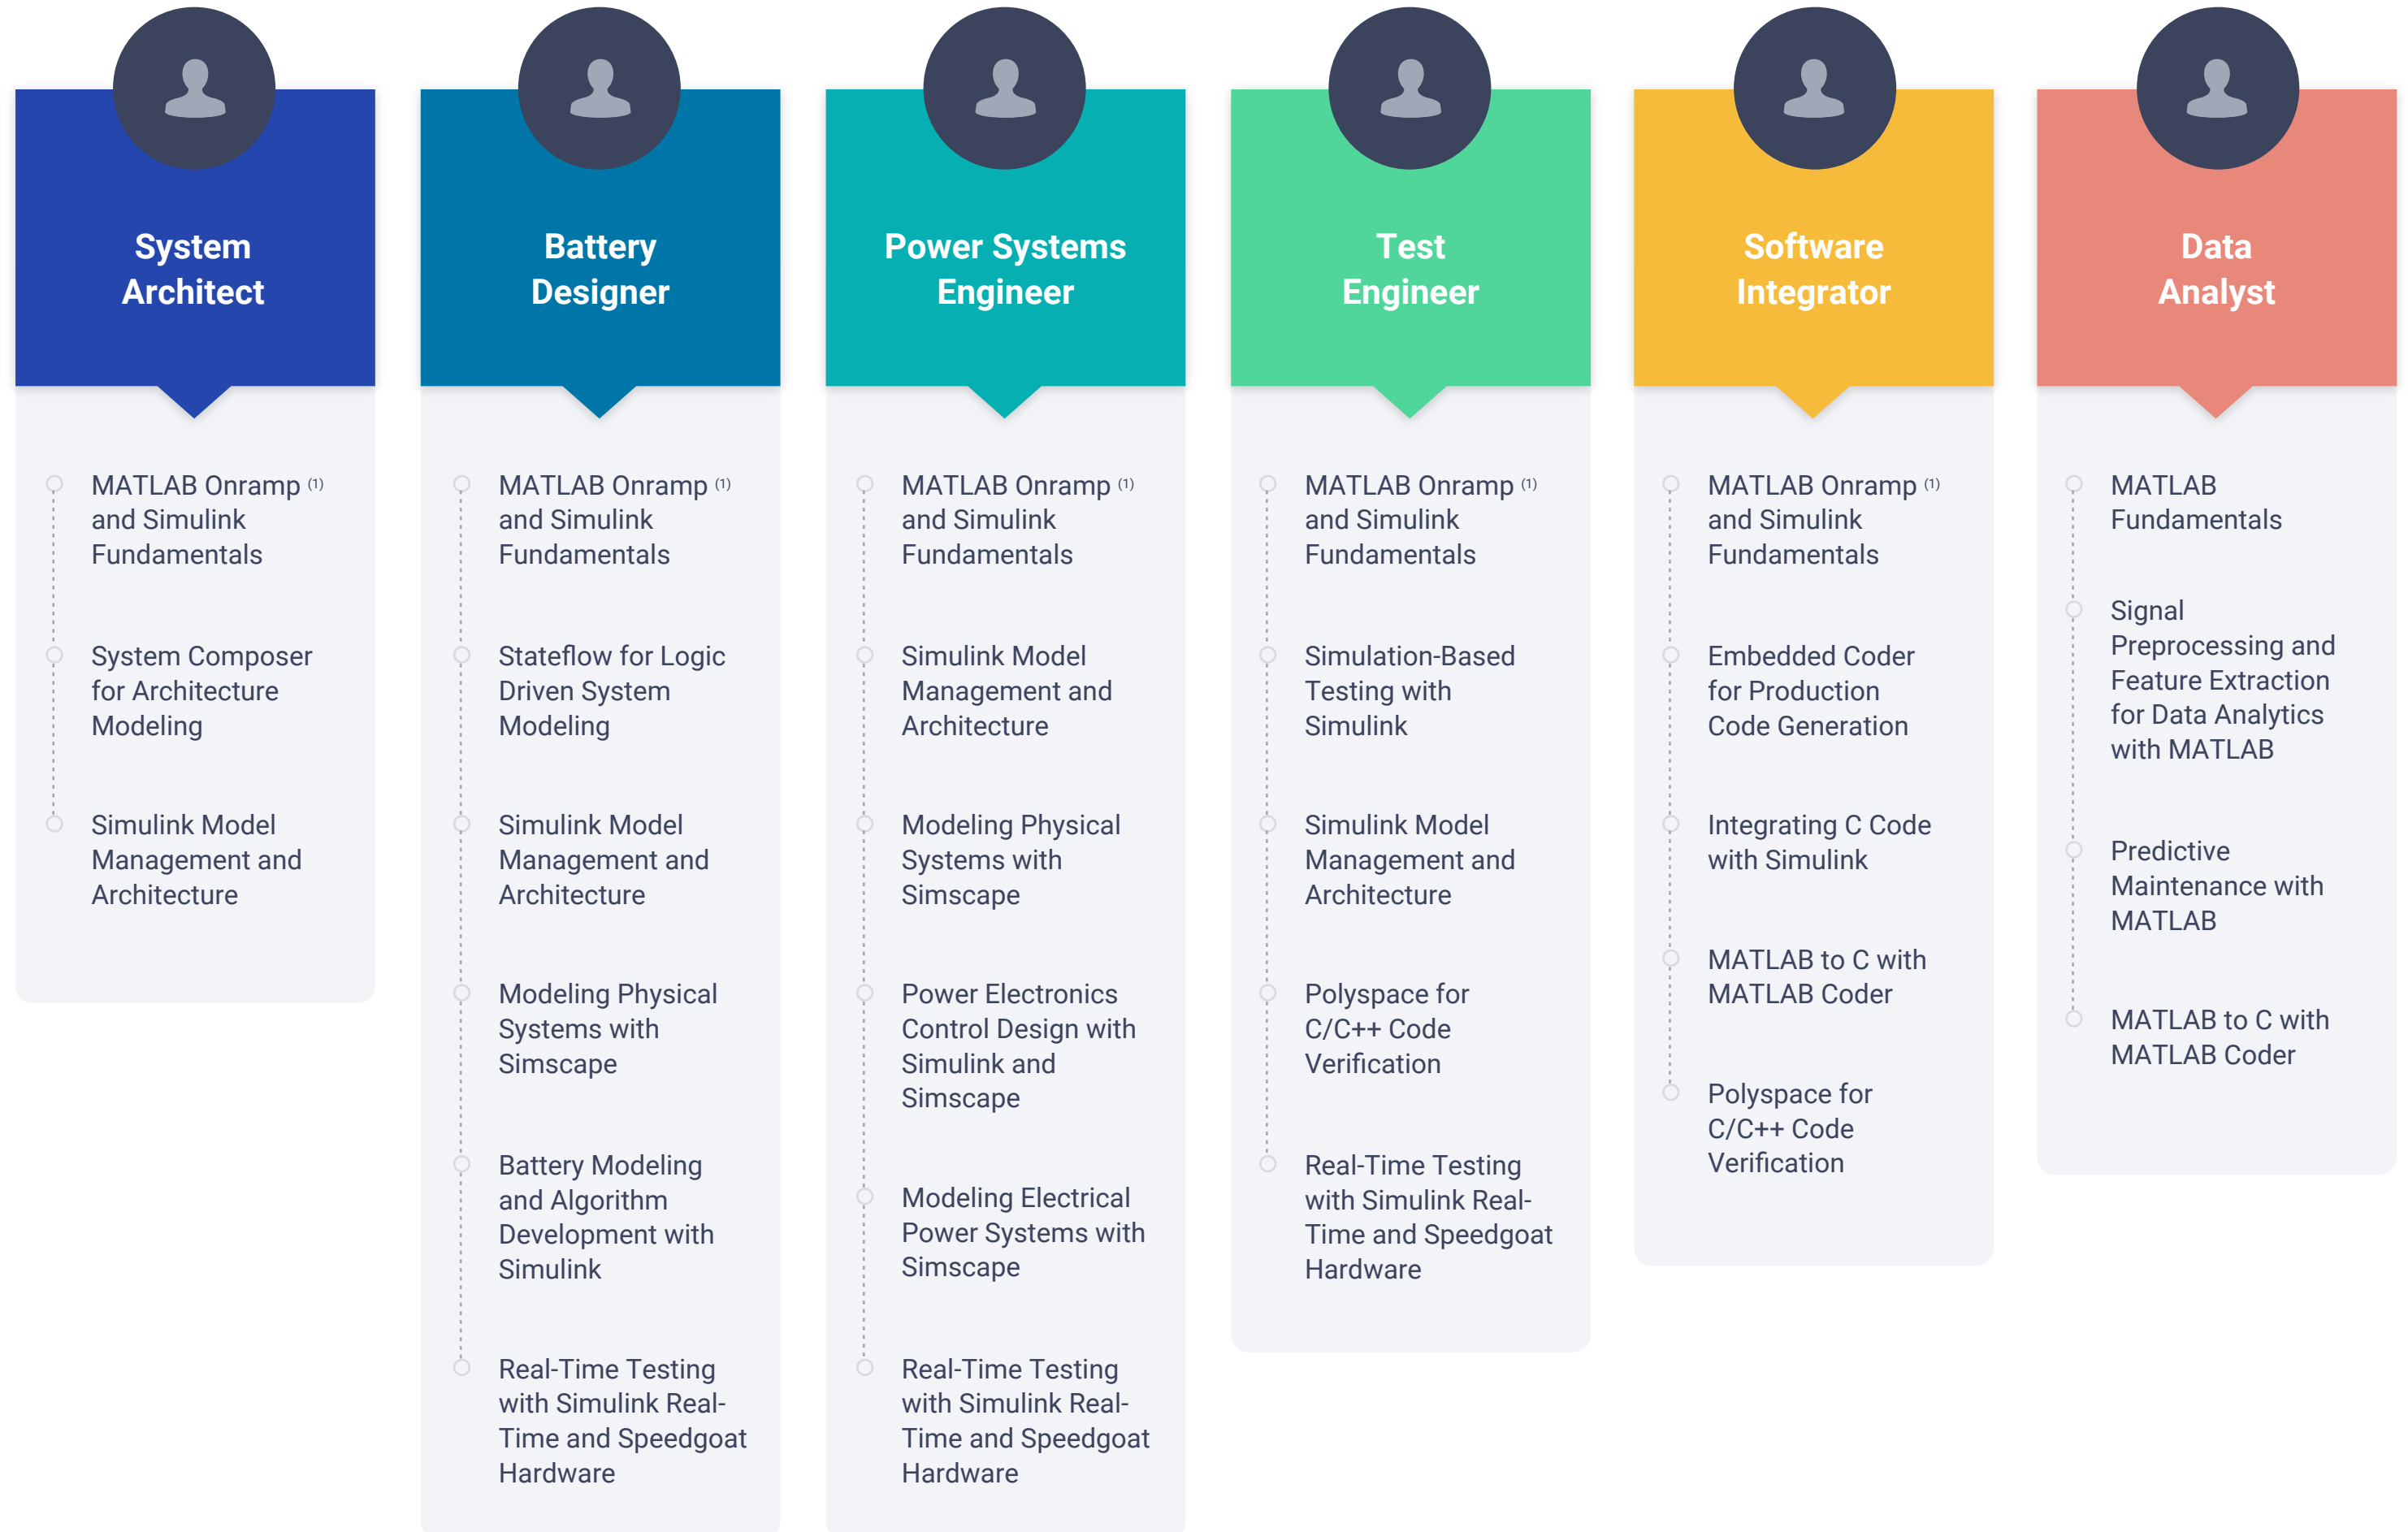 System
Architect
MATLAB Onramp (1)
and Simulink
Fundamentals
System Composer
for Architecture
Modeling
Simulink Model
Management and
Architecture
Battery
Designer
MATLAB Onramp (1)
and Simulink
Fundamentals
Stateflow for Logic
Driven System
Modeling
Simulink Model
Management and
Architecture
Modeling Physical
Systems with
Simscape
Battery Modeling
and Algorithm
Development with
Simulink
Real-Time Testing
with Simulink Real-
Time and Speedgoat
Hardware
Power Systems
Engineer
MATLAB Onramp (1)
and Simulink
Fundamentals
Simulink Model
Management and
Architecture
Modeling Physical
Systems with
Simscape
Power Electronics
Control Design with
Simulink and
Simscape
Modeling Electrical
Power Systems with
Simscape
Real-Time Testing
with Simulink Real-
Time and Speedgoat
Hardware
Test
Engineer
MATLAB Onramp (1)
and Simulink
Fundamentals
Simulation-Based
Testing with
Simulink
Simulink Model
Management and
Architecture
Polyspace for
C/C++ Code
Verification
Real-Time Testing
with Simulink Real-
Time and Speedgoat
Hardware
Software
Integrator
MATLAB Onramp (1)
and Simulink
Fundamentals
Embedded Coder
for Production
Code Generation
Integrating C Code
with Simulink
MATLAB to C with
MATLAB Coder
Polyspace for
C/C++ Code
Verification
Data
Analyst
MATLAB
Fundamentals
Signal
Preprocessing and
Feature Extraction
for Data Analytics
with MATLAB
Predictive
Maintenance with
MATLAB
MATLAB to C with
MATLAB Coder